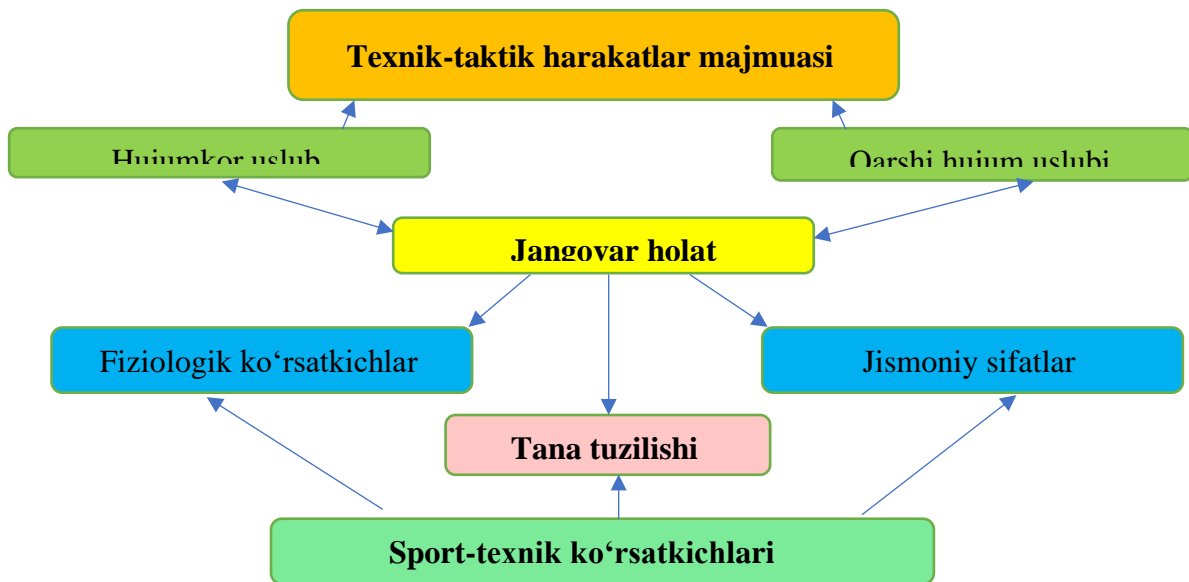 Texnik-taktik harakatlar majmuasi
Hujumkor uslub
Qarshi hujum uslubi
Jangovar holat
Fiziologik ko‘rsatkichlar
Jismoniy sifatlar
Tana tuzilishi
Sport-texnik ko‘rsatkichlari